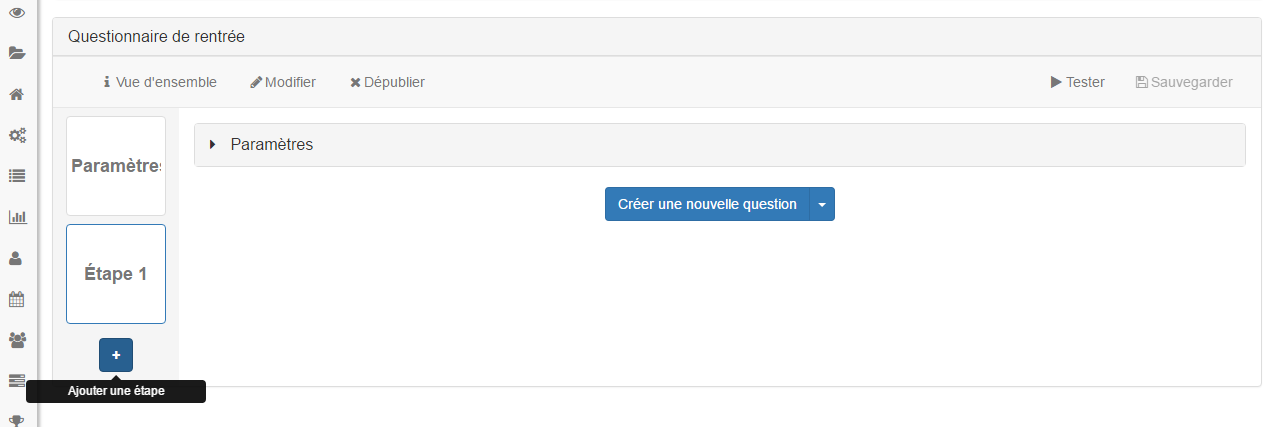 Questionnaire de rentrée
Vue d'ensemble Modifier Dépublier Tester Sauvegarder
Paramètres
Paramètres
Étape 1
Créer une nouvelle question
+
Ajouter une étape